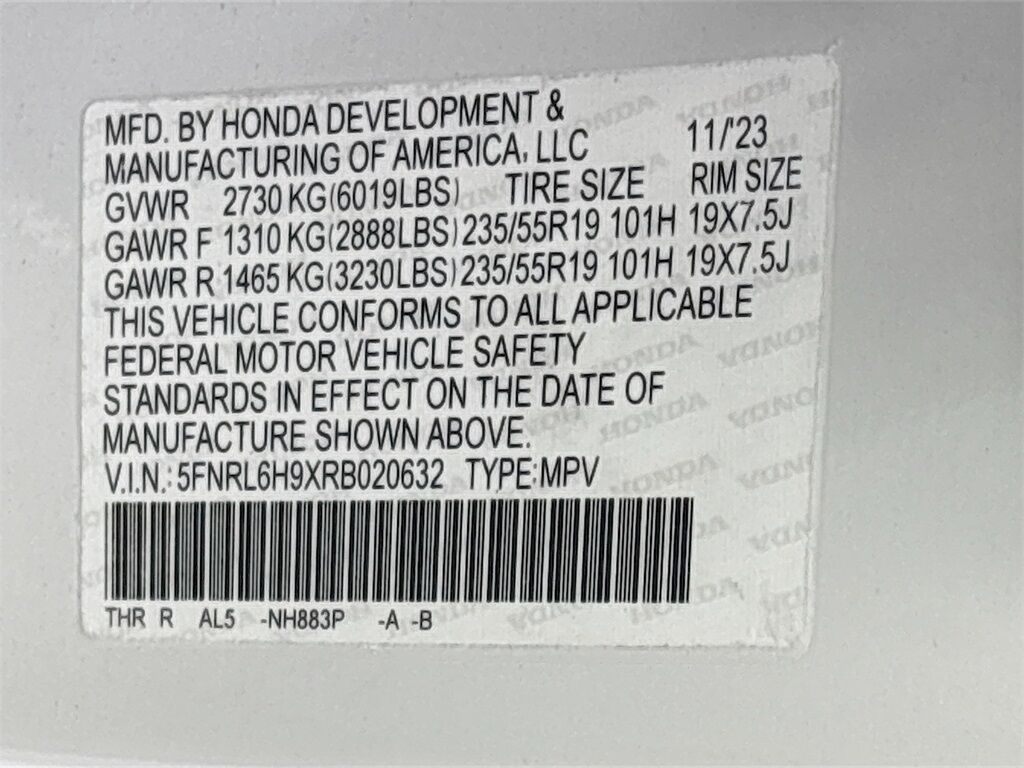 MFD. BY HONDA DEVELOPMENT &
MANUFACTURING OF AMERICA, LLC 11/'23
GVWR 2730 KG(6019LBS) TIRE SIZE RIM SIZE
GAWR F 1310 KG(2888LBS) 235/55R19 101H 19X7.5J
GAWR R 1465 KG(3230LBS) 235/55R19 101H 19X7.5J
THIS VEHICLE CONFORMS TO ALL APPLICABLE
FEDERAL MOTOR VEHICLE SAFETY
STANDARDS IN EFFECT ON THE DATE OF
MANUFACTURE SHOWN ABOVE.
V.I.N.: 5FNRL6H9XRB020632 TYPE:MPV
THR R AL5 -NH883P -A -B